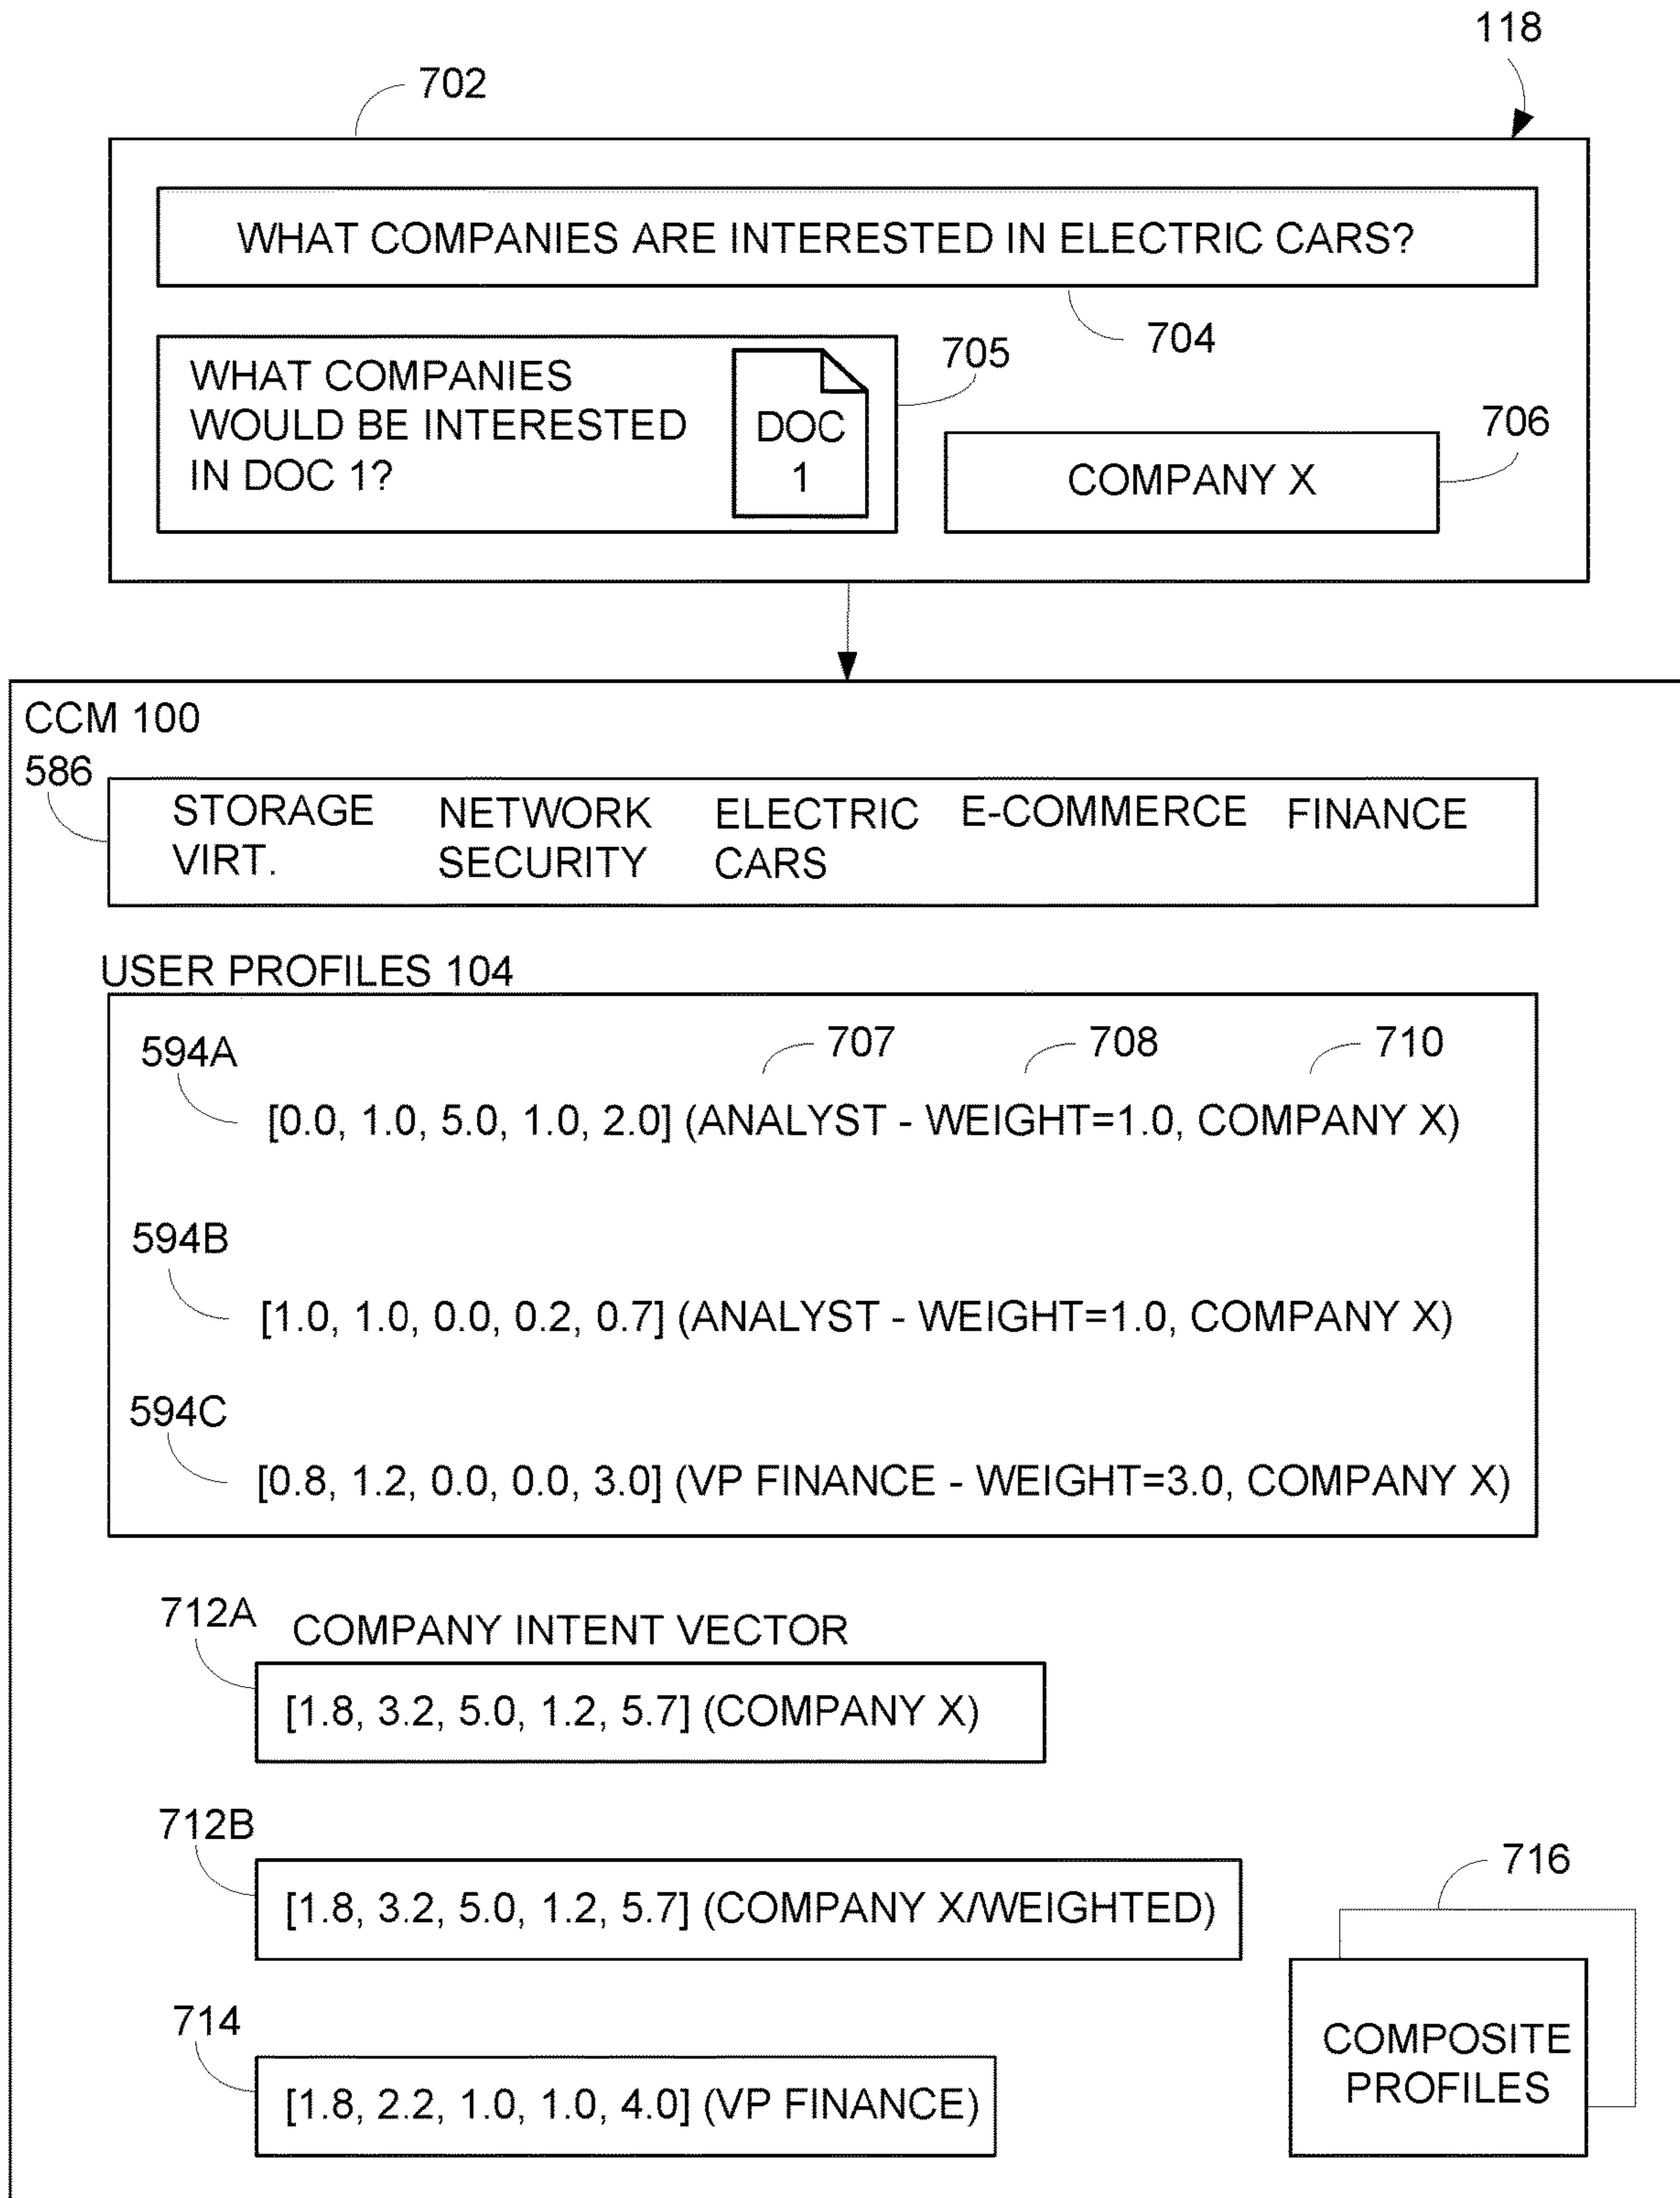 118
702
WHAT COMPANIES ARE INTERESTED IN ELECTRIC CARS?
704
WHAT COMPANIES
WOULD BE INTERESTED
IN DOC 1?
DOC
1
705
706
COMPANY X
CCM 100
586
STORAGE
VIRT.
NETWORK
SECURITY
ELECTRIC
CARS
E-COMMERCE
FINANCE
USER PROFILES 104
594A
707
708
710
[0.0, 1.0, 5.0, 1.0, 2.0] (ANALYST - WEIGHT=1.0, COMPANY X)
594B
[1.0, 1.0, 0.0, 0.2, 0.7] (ANALYST - WEIGHT=1.0, COMPANY X)
594C
[0.8, 1.2, 0.0, 0.0, 3.0] (VP FINANCE - WEIGHT=3.0, COMPANY X)
712A
COMPANY INTENT VECTOR
[1.8, 3.2, 5.0, 1.2, 5.7] (COMPANY X)
712B
[1.8, 3.2, 5.0, 1.2, 5.7] (COMPANY X/WEIGHTED)
716
714
[1.8, 2.2, 1.0, 1.0, 4.0] (VP FINANCE)
COMPOSITE
PROFILES